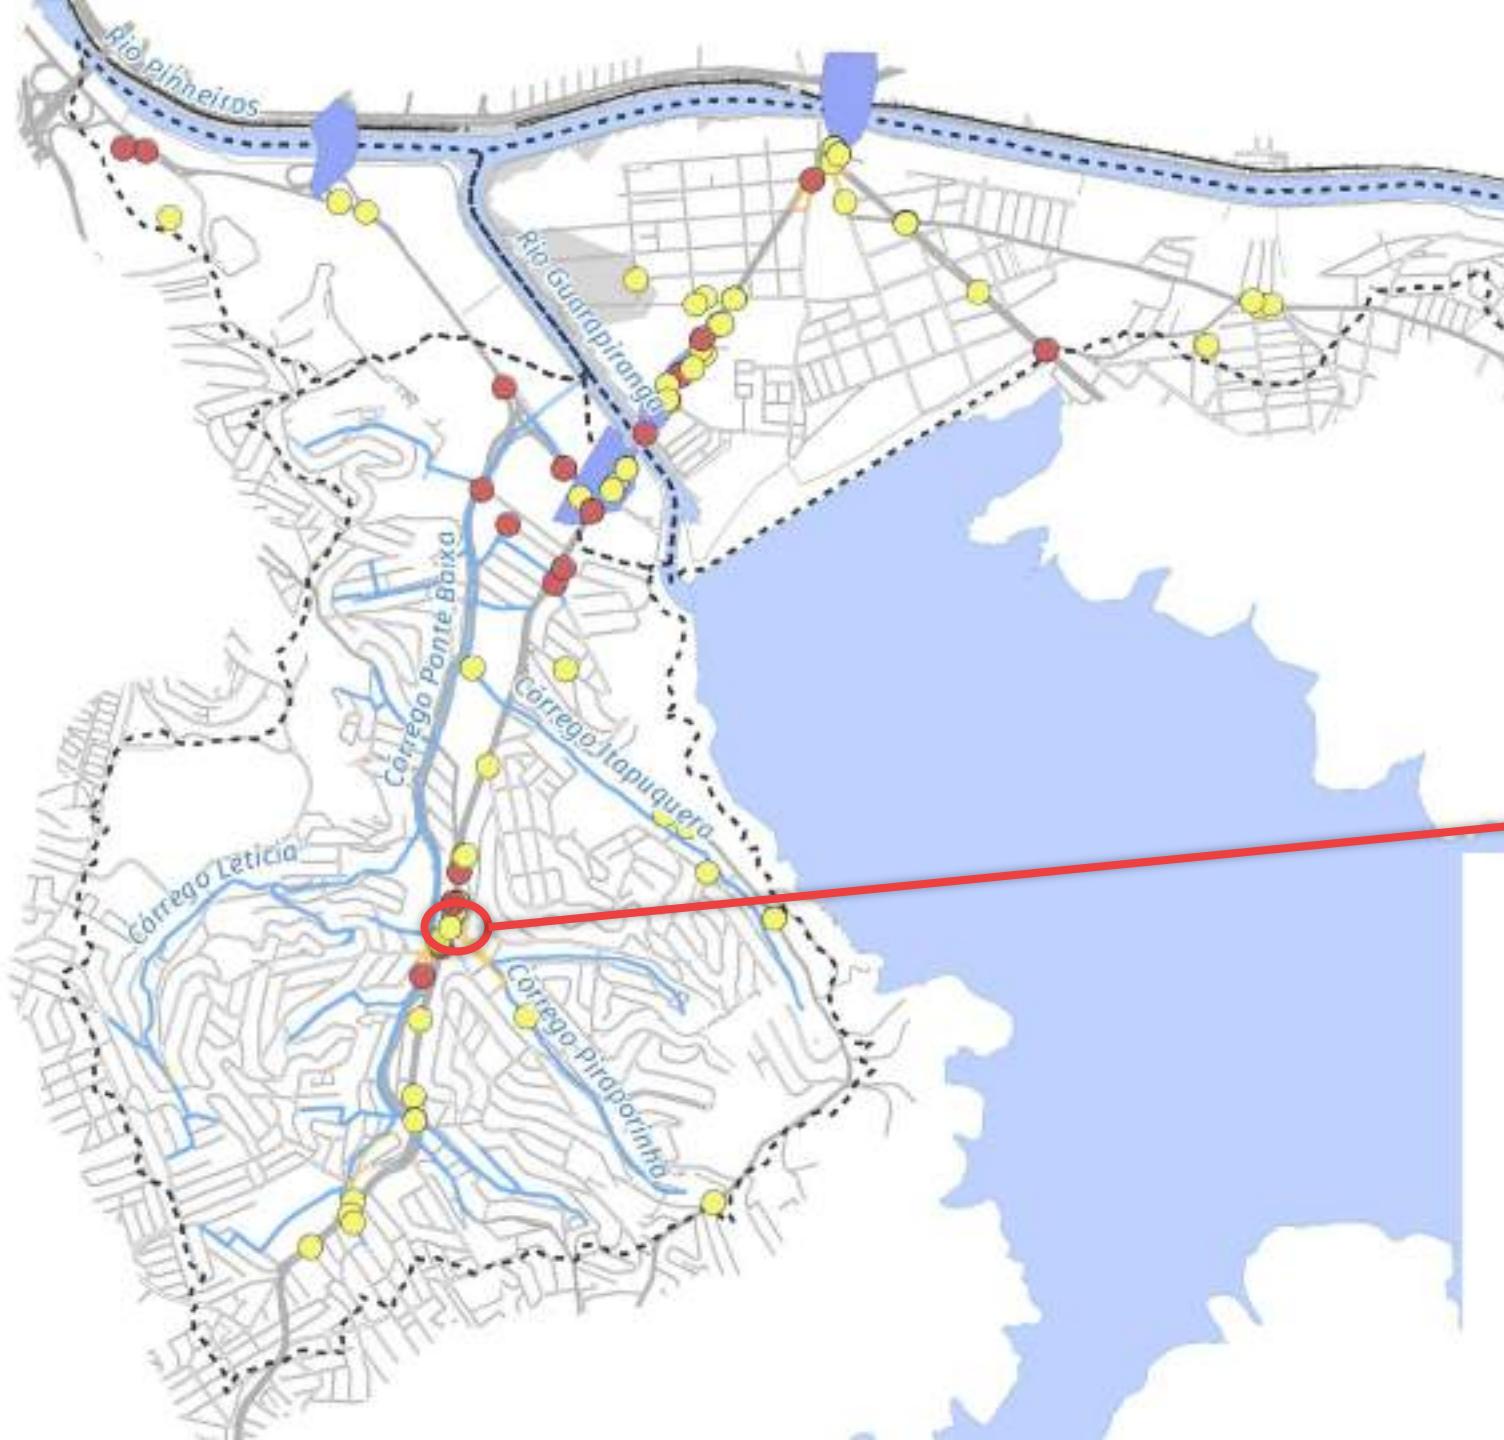 Rio Pinheiros
Rio Guarapiranga
Córrego Ponte Baixa
Córrego Itapuquera
Córrego Letícia
Córrego Piraporinha